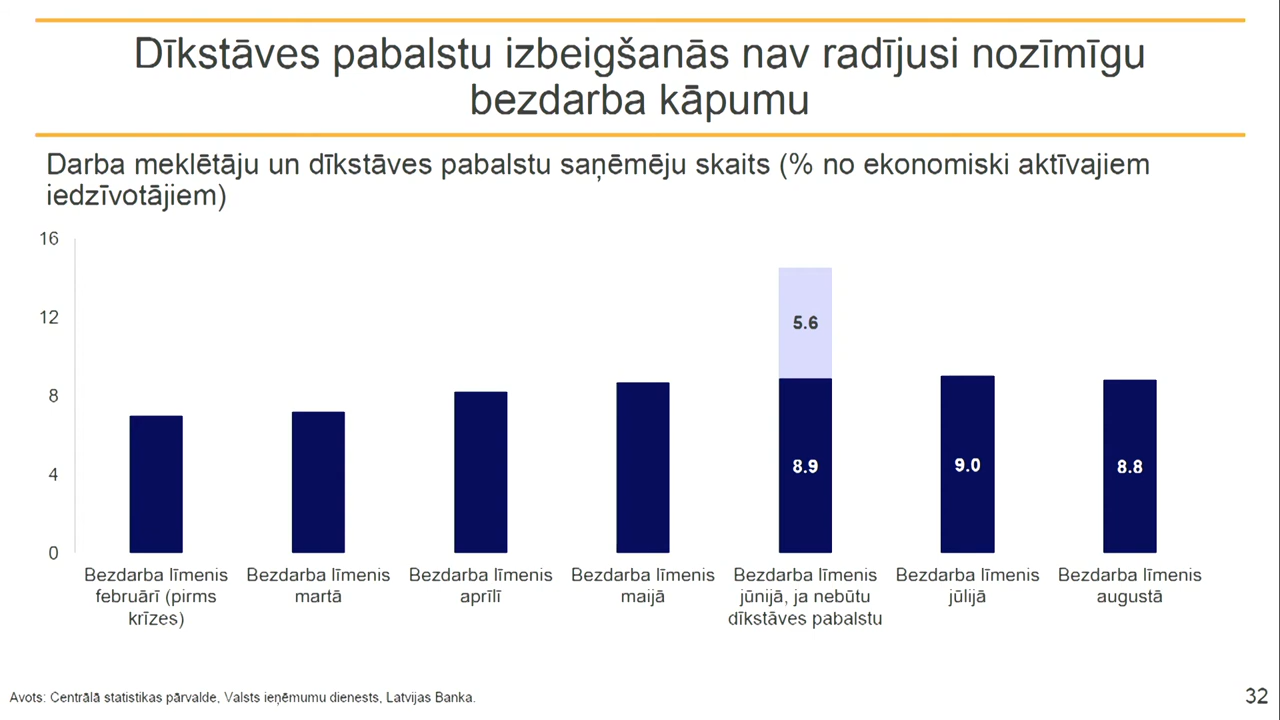 Dīkstāves pabalstu izbeigšanās nav radījusi nozīmīgu
bezdarba kāpumu
Darba meklētāju un dīkstāves pabalstu saņēmēju skaits (% no ekonomiski aktīvajiem
iedzīvotājiem)
16
12
8
4
0
5.6
8.9
9.0
8.8
Bezdarba līmenis
februārī (pirms
krīzes)
Bezdarba līmenis
martā
Bezdarba līmenis
aprīlī
Bezdarba līmenis
maijā
Bezdarba līmenis
jūnijā, ja nebūtu
dīkstāves pabalstu
Bezdarba līmenis
jūlijā
Bezdarba līmenis
augustā
Avots: Centrālā statistikas pārvalde, Valsts ieņēmumu dienests, Latvijas Banka.
32